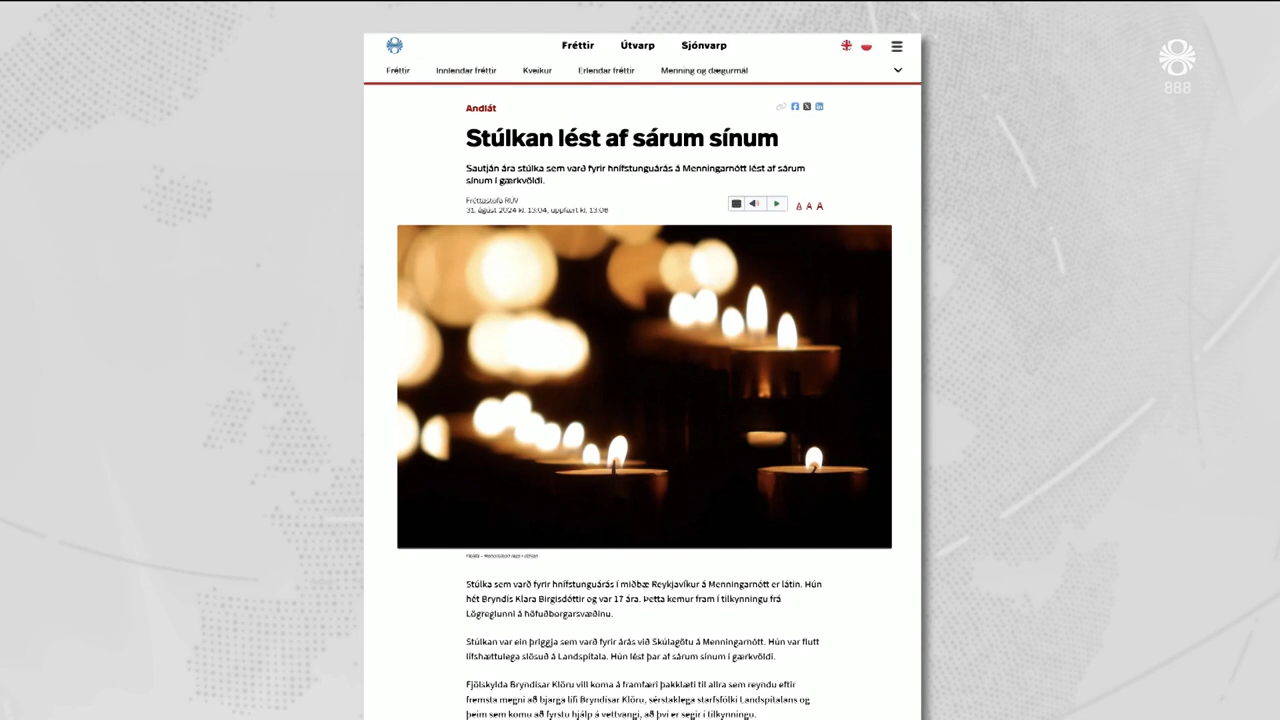 Fréttir Útvarp Sjónvarp
Fréttir Innlendar fréttir Kveikur Erlendar fréttir Menning og dægurmál
888
Andlát
Stúlkan lést af sárum sínum
Sautján ára stúlka sem varð fyrir hnífstunguárás á Menningarnótt lést af sárum
sínum í gærkvöldi.
Fréttastofa RÚV
31. ágúst 2024 kl. 13:04, uppfært kl. 13:06
A A A
Stúlka sem varð fyrir hnífstunguárás í miðbæ Reykjavíkur á Menningarnótt er látin. Hún
hét Bryndís Klara Birgisdóttir og var 17 ára. Þetta kemur fram í tilkynningu frá
Lögreglunni á höfuðborgarsvæðinu.
Stúlkan var ein þriggja sem varð fyrir árás við Skúlagötu á Menningarnótt. Hún var flutt
lífshættulega slösuð á Landspítala. Hún lést þar af sárum sínum í gærkvöldi.
Fjölskylda Bryndísar Klöru vill koma á framfæri þakklæti til allra sem reyndu eftir
fremsta megni að bjarga lífi Bryndísar Klöru, sérstaklega starfsfólki Landspítalans og
þeim sem komu að fyrstu hjálp á vettvangi, að því er segir í tilkynningu.